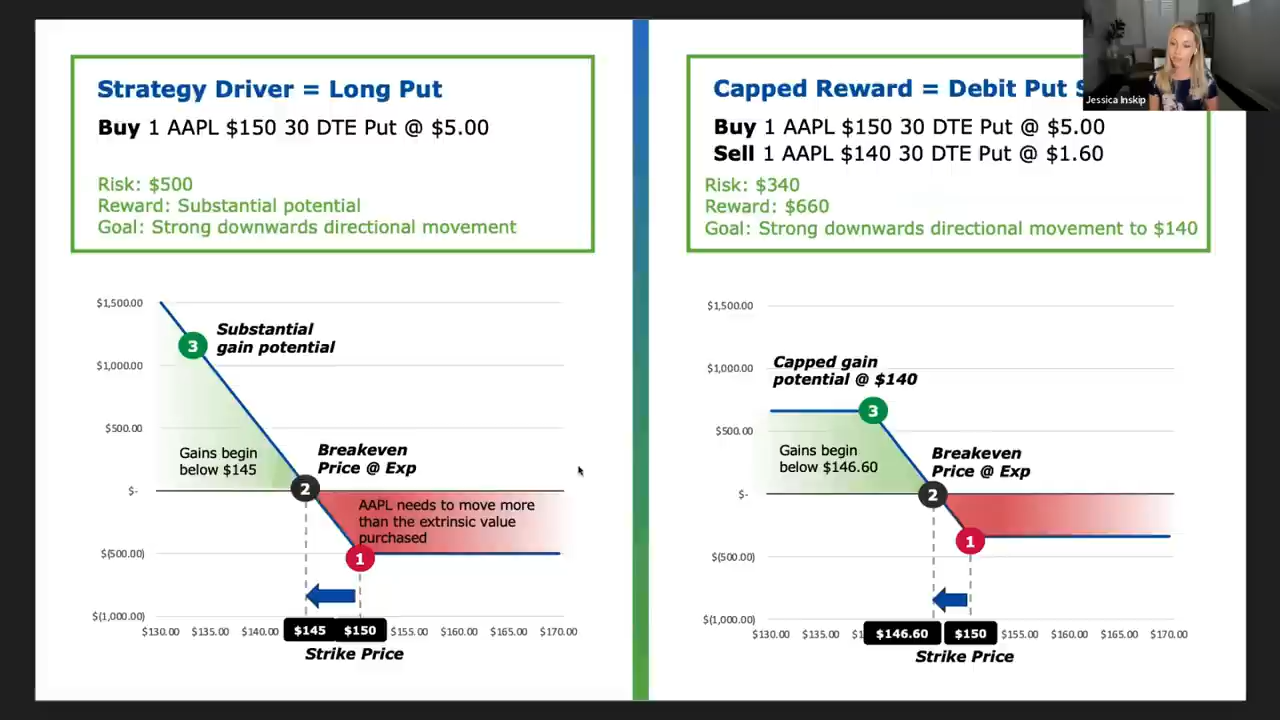 Strategy Driver = Long Put
Buy 1 AAPL $150 30 DTE Put @ $5.00
Risk: $500
Reward: Substantial potential
Goal: Strong downwards directional movement
$1,500.00
$1,000.00
$500.00
$-
$(500.00)
$(1,000.00)
3
Substantial
gain potential
Gains begin
below $145
Breakeven
Price @ Exp
2
AAPL needs to move more
than the extrinsic value
purchased
1
$130.00 $135.00 $140.00 $145 $150 $155.00 $160.00 $165.00 $170.00
Strike Price
Capped Reward = Debit Put S
Buy 1 AAPL $150 30 DTE Put @ $5.00
Sell 1 AAPL $140 30 DTE Put @ $1.60
Risk: $340
Reward: $660
Goal: Strong downwards directional movement to $140
Jessica Inskip
$1,500.00
$1,000.00
$500.00
$-
$(500.00)
$(1,000.00)
Capped gain
potential @ $140
3
Gains begin
below $146.60
Breakeven
Price @ Exp
2
1
$130.00 $135.00 $146.60 $150 $155.00 $160.00 $165.00 $170.00
Strike Price